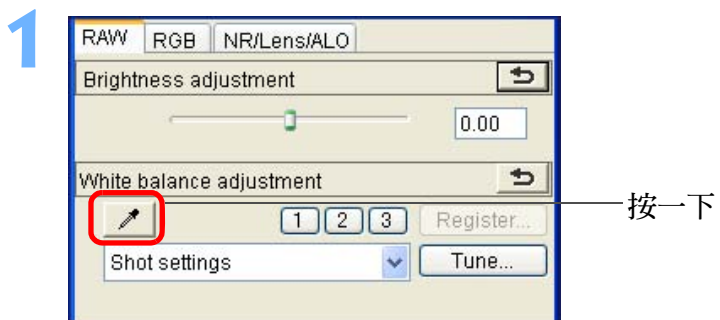 1
RAW RGB NR/Lens/ALO
Brightness adjustment
0.00
White balance adjustment
按一下
1 2 3 Register...
Shot settings Tune...